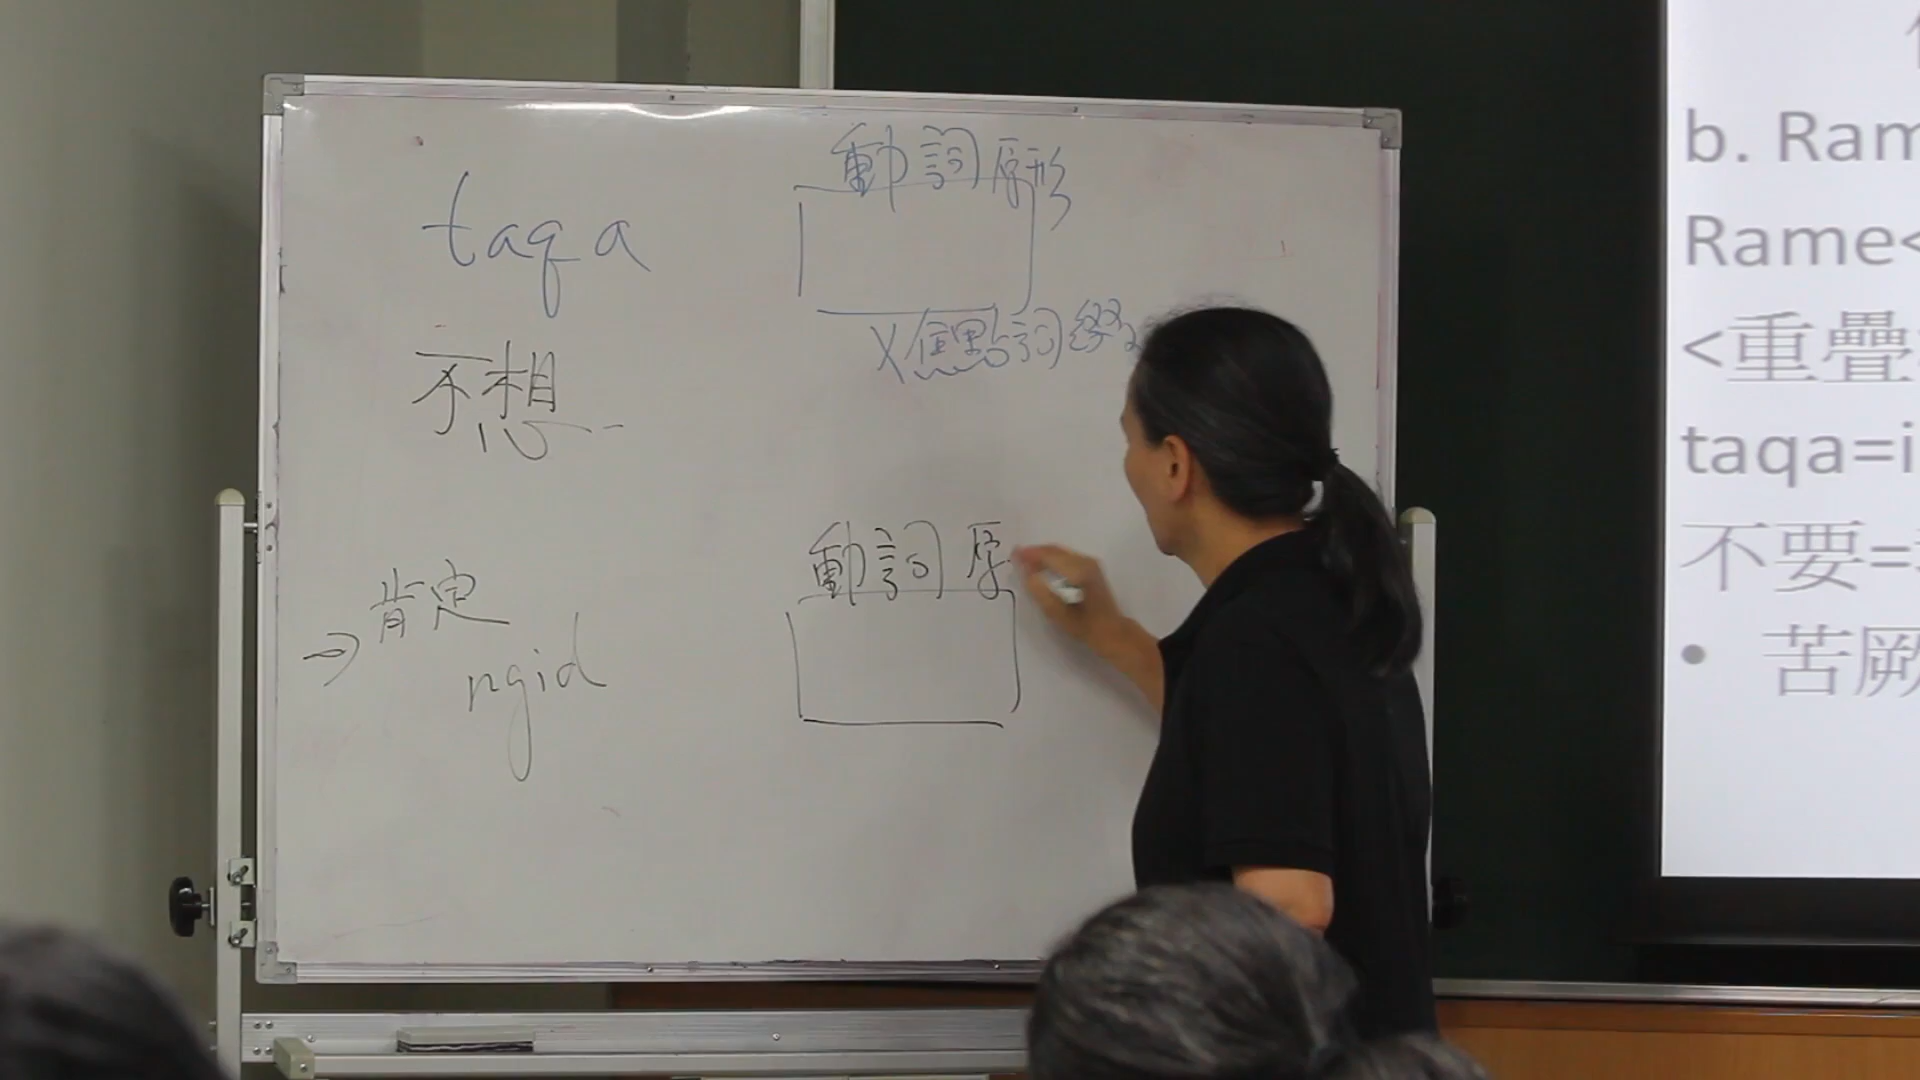 動詞原形
taqa
X焦點詞綴
不想
動詞原
→肯定
ngid
b. Ram
Rame<
<重疊
taqa=i
不要=
• 苦厥